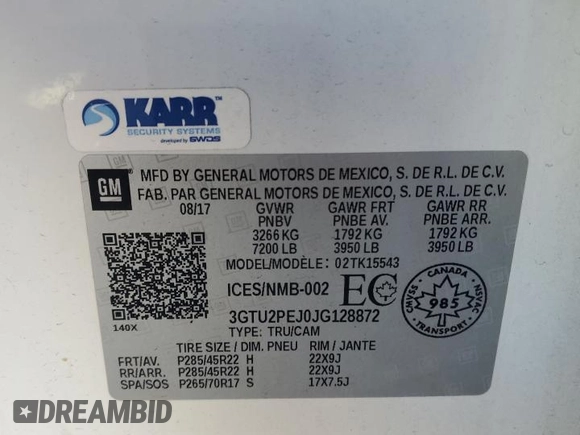 KARR™
SECURITY SYSTEMS
developed by SWDS
GM
MFD BY GENERAL MOTORS DE MEXICO, S. DE R.L. DE C.V.
FAB. PAR GENERAL MOTORS DE MEXICO, S. DE R.L. DE C.V.
08/17 GVWR GAWR FRT GAWR RR
PNBV PNBE AV. PNBE ARR.
3266 KG 1792 KG 1792 KG
7200 LB 3950 LB 3950 LB
MODEL/MODÈLE: 02TK15543
ICES/NMB-002 EC
3GTU2PEJ0JG128872
TYPE: TRU/CAM
140X
CANADA
CMVSS 985 NSVAC
TRANSPORT
TIRE SIZE / DIM. PNEU RIM / JANTE
FRT/AV. P285/45R22 H 22X9J
RR/ARR. P285/45R22 H 22X9J
SPA/SOS P265/70R17 S 17X7.5J
DREAMBID